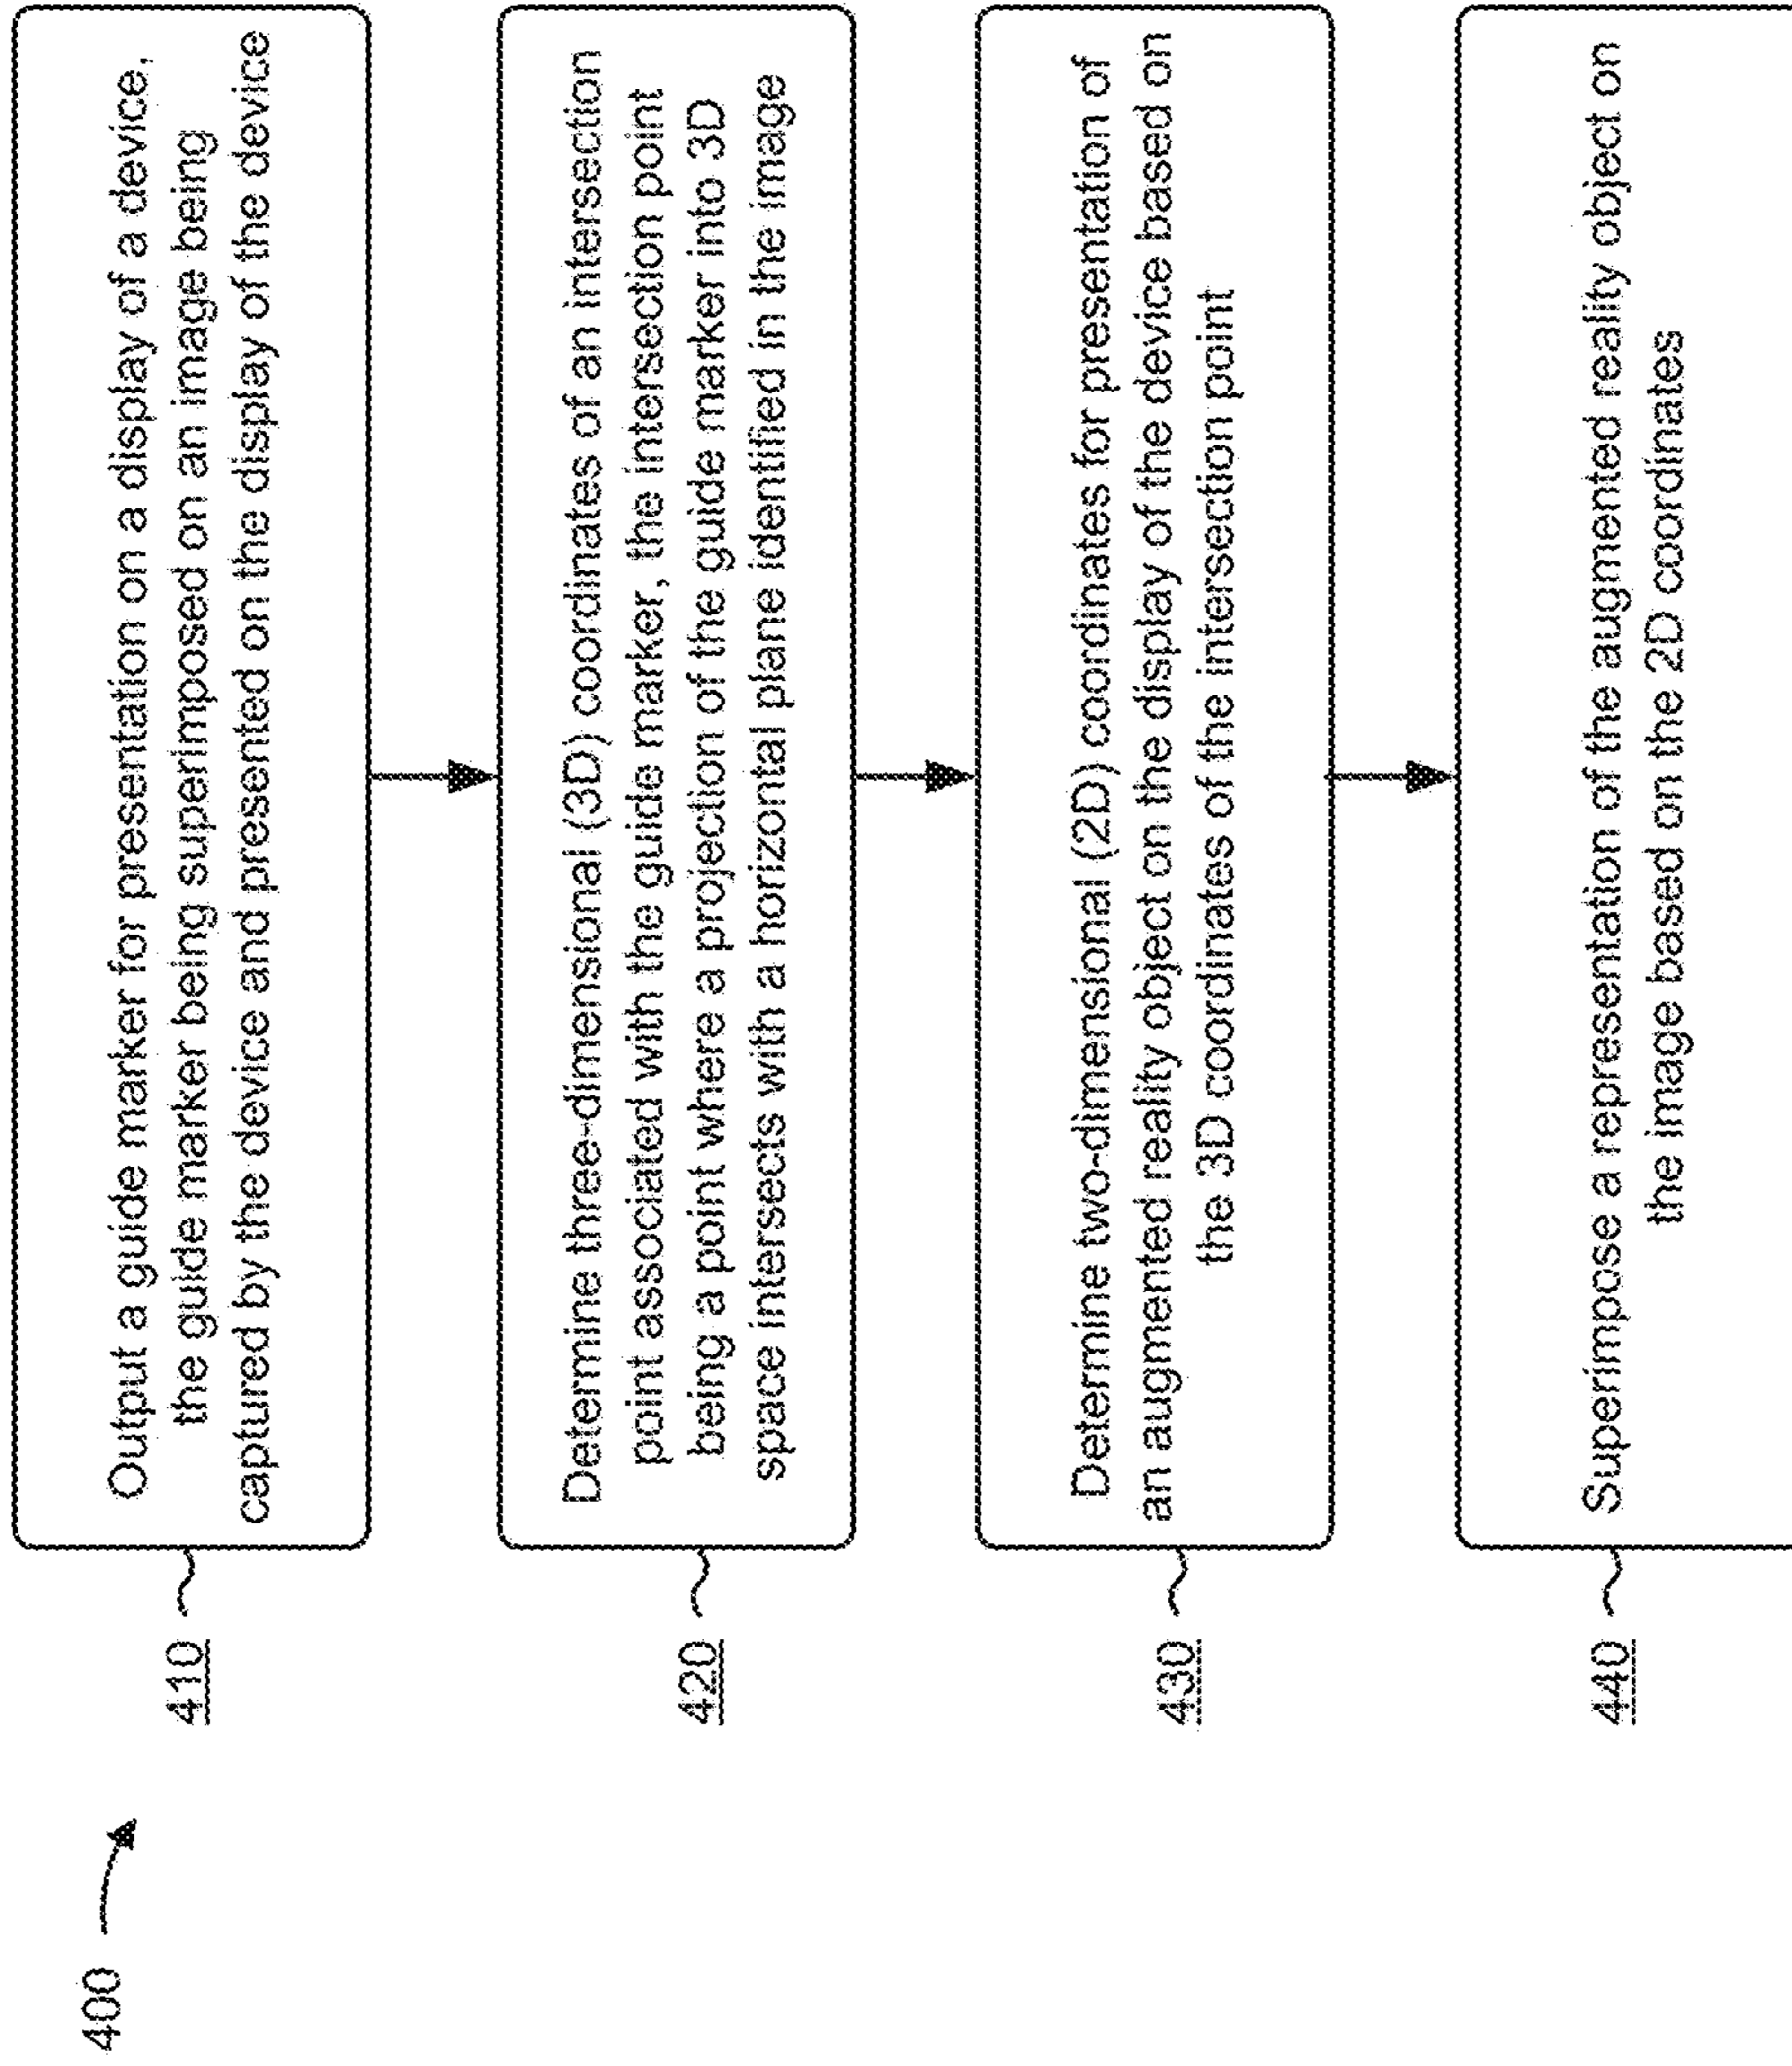 400
410
Output a guide marker for presentation on a display of a device,
the guide marker being superimposed on an image being
captured by the device and presented on the display of the device
420
Determine three-dimensional (3D) coordinates of an intersection
point associated with the guide marker, the intersection point
being a point where a projection of the guide marker into 3D
space intersects with a horizontal plane identified in the image
430
Determine two-dimensional (2D) coordinates for presentation of
an augmented reality object on the display of the device based on
the 3D coordinates of the intersection point
440
Superimpose a representation of the augmented reality object on
the image based on the 2D coordinates